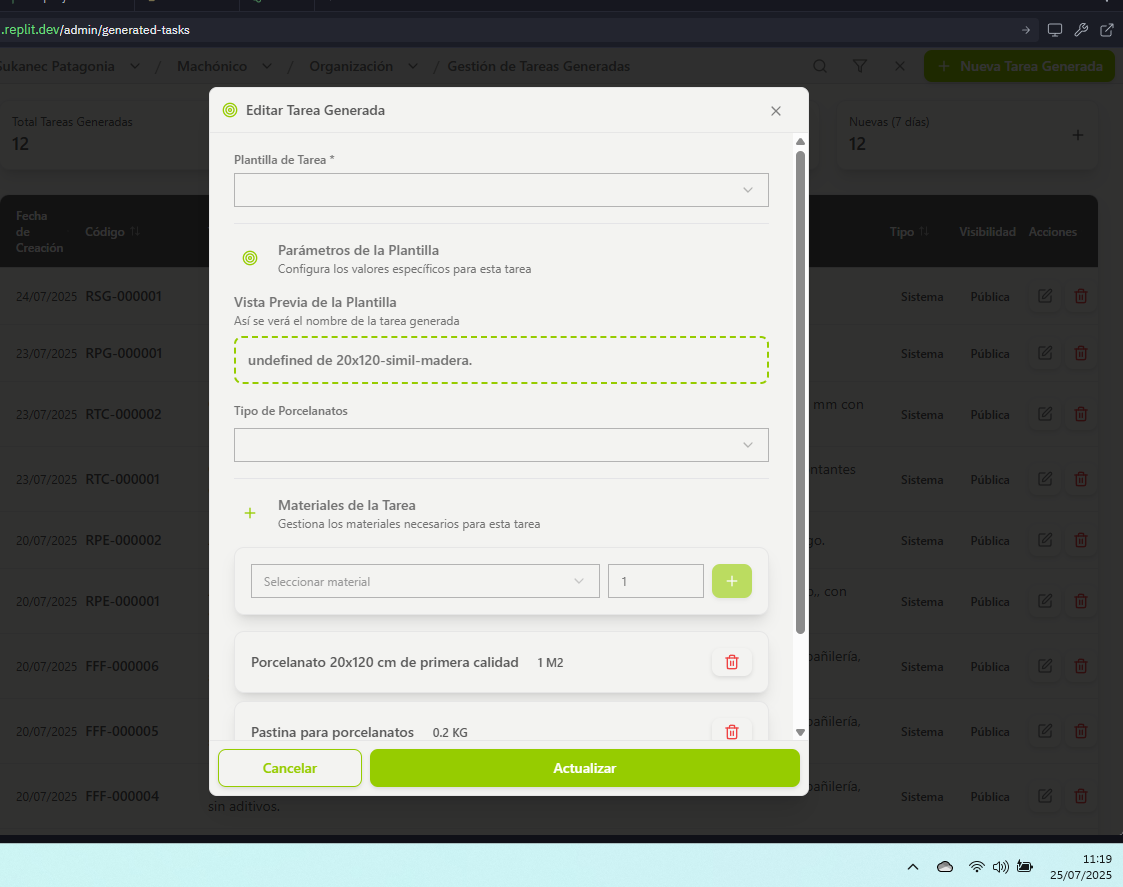 .replit.dev/admin/generated-tasks
Sukanec Patagonia / Machónico / Organización / Gestión de Tareas Generadas
+ Nueva Tarea Generada
Editar Tarea Generada
Total Tareas Generadas
12
Nuevas (7 días)
12
Plantilla de Tarea *
Fecha de Creación
Código
Tipo
Visibilidad
Acciones
Parámetros de la Plantilla
Configura los valores específicos para esta tarea
24/07/2025 RSG-000001
Sistema Pública
Vista Previa de la Plantilla
Así se verá el nombre de la tarea generada
undefined de 20x120-simil-madera.
23/07/2025 RPG-000001
Sistema Pública
Tipo de Porcelanatos
23/07/2025 RTC-000002
mm con
Sistema Pública
23/07/2025 RTC-000001
ntantes
Sistema Pública
Materiales de la Tarea
Gestiona los materiales necesarios para esta tarea
20/07/2025 RPE-000002
go.
Sistema Pública
Seleccionar material
1
+
20/07/2025 RPE-000001
o., con
Sistema Pública
Porcelanato 20x120 cm de primera calidad 1 M2
20/07/2025 FFF-000006
pañilería,
Sistema Pública
Pastina para porcelanatos 0.2 KG
20/07/2025 FFF-000005
pañilería,
Sistema Pública
Cancelar
Actualizar
20/07/2025 FFF-000004
pañilería,
sin aditivos.
Sistema Pública
11:19
25/07/2025